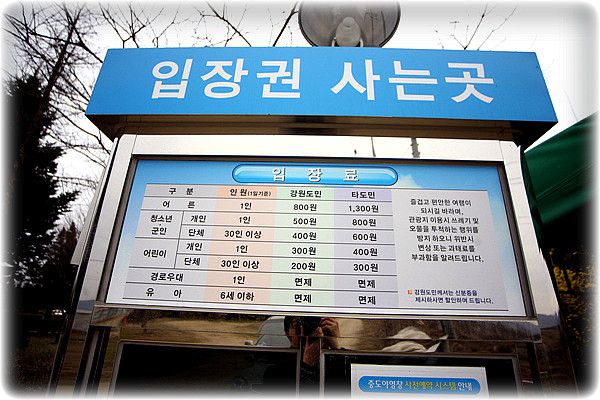 입장권 사는곳
입 장 료
구 분 인 원(1일기준) 강원도민 타도민
어 른 1인 800원 1,300원
청소년 군인 개인 1인 500원 800원
단체 30인 이상 400원 600원
어린이 개인 1인 300원 400원
단체 30인 이상 200원 300원
경로우대 1인 면제 면제
유 아 6세 이하 면제 면제
즐겁고 편안한 여행이
되시길 바라며,
관광지 이용시 쓰레기 및
오물을 투척하는 행위를
방지 하오니 위반시
변상 또는 과태료를
부과함을 알려드립니다.
강원도민께서는 신분증을
제시하시면 할인하여 드립니다.
중도야영장 사전예약 시스템 안내